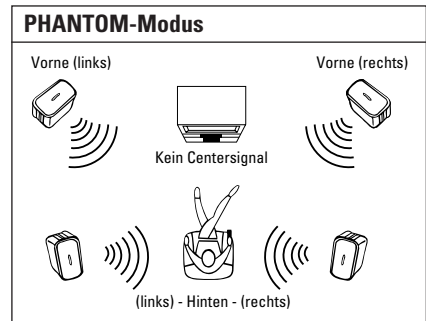 PHANTOM-Modus
Vorne (links)
Vorne (rechts)
Kein Centersignal
(links) - Hinten - (rechts)